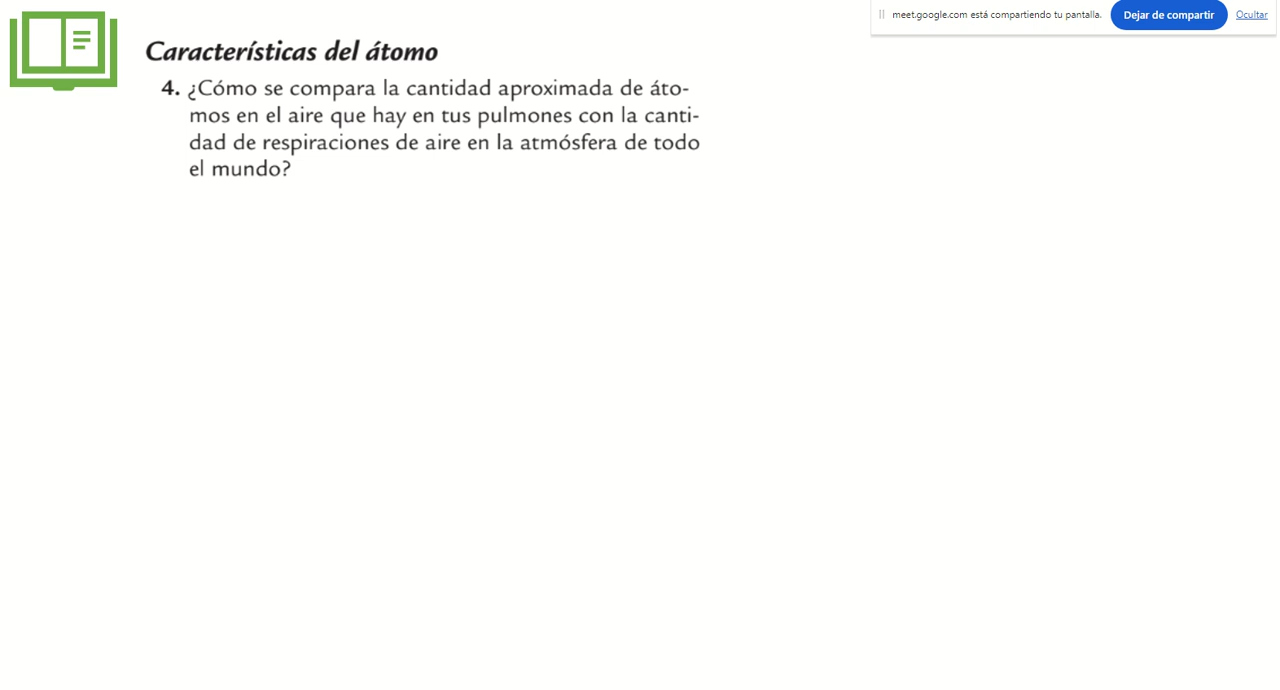 meet.google.com está compartiendo tu pantalla. Dejar de compartir Ocultar
Características del átomo
4. ¿Cómo se compara la cantidad aproximada de áto-
mos en el aire que hay en tus pulmones con la canti-
dad de respiraciones de aire en la atmósfera de todo
el mundo?